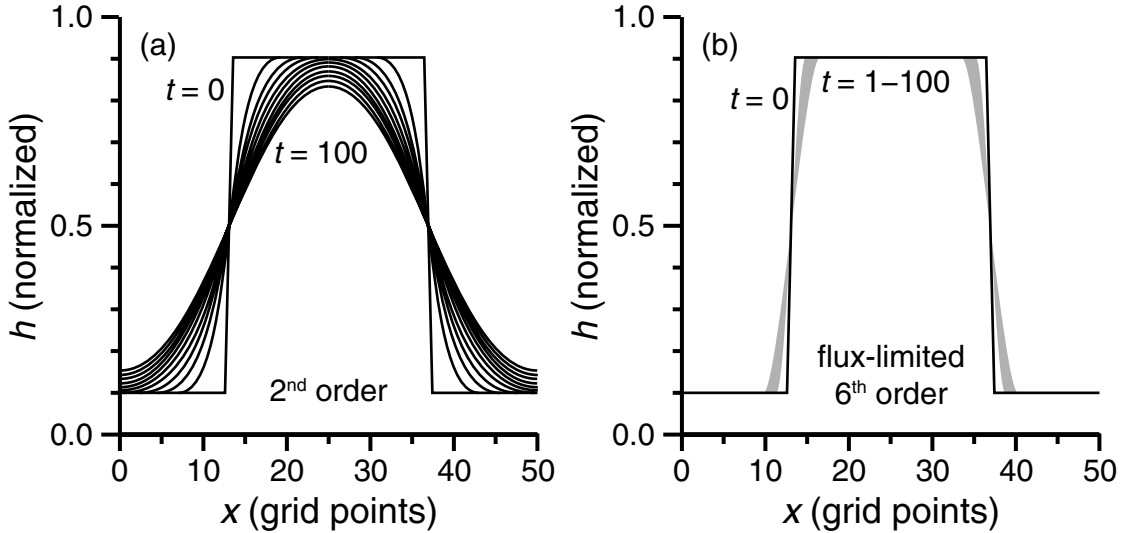 (a)
1.0
t = 0
t = 100
h (normalized)
0.5
2nd order
0.0
0 10 20 30 40 50
x (grid points)
(b)
1.0
t = 0
t = 1–100
h (normalized)
0.5
flux-limited
6th order
0.0
0 10 20 30 40 50
x (grid points)